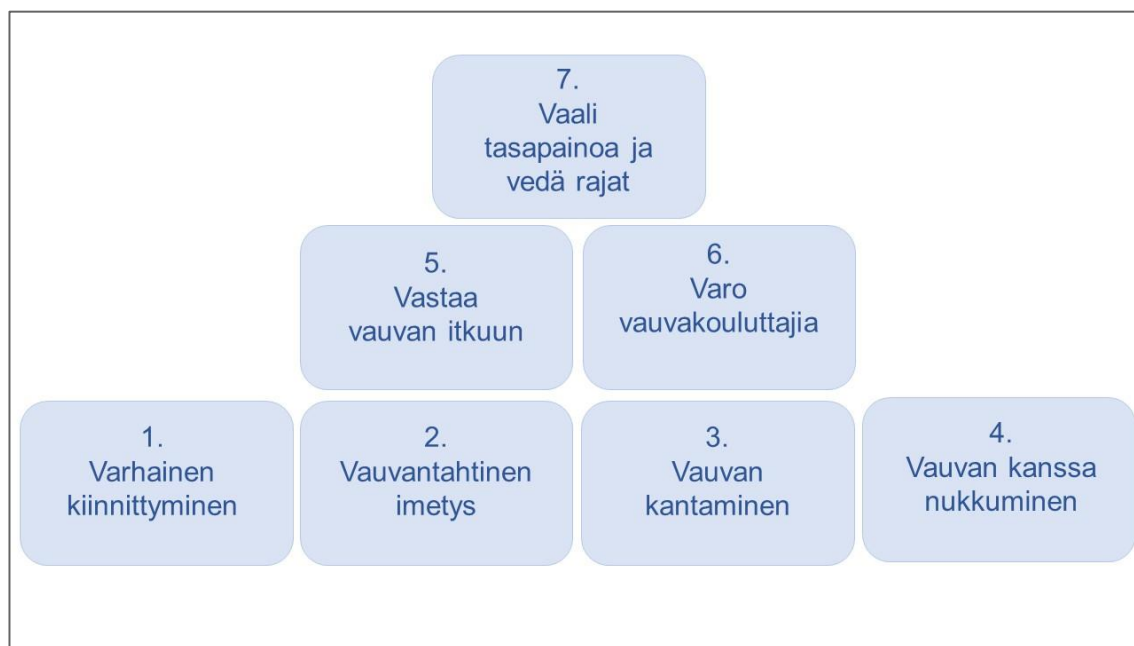 7.
Vaali
tasapainoa ja
vedä rajat
5.
Vastaa
vauvan itkuun
6.
Varo
vauvakouluttajia
1.
Varhainen
kiinnittyminen
2.
Vauvantahtinen
imetys
3.
Vauvan
kantaminen
4.
Vauvan kanssa
nukkuminen